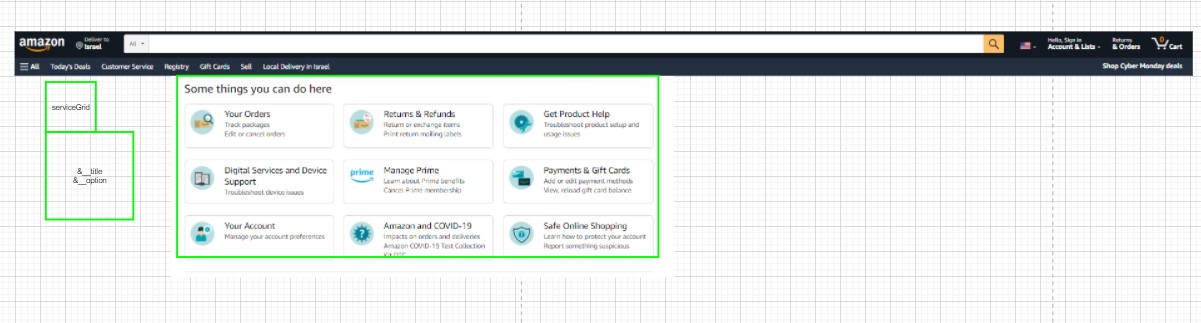 amazon
Deliver to
Israel
All
Hello, Sign in
Account & Lists
Returns
& Orders
0
Cart
All
Today's Deals
Customer Service
Registry
Gift Cards
Sell
Local Delivery in Israel
Shop Cyber Monday deals
serviceGrid
&__title
&__option
Some things you can do here
Your Orders
Track packages
Edit or cancel orders
Returns & Refunds
Return or exchange items
Print return mailing labels
Get Product Help
Troubleshoot product setup and
usage issues
Digital Services and Device
Support
Troubleshoot device issues
prime
Manage Prime
Learn about Prime benefits
Cancel Prime membership
Payments & Gift Cards
Add or edit payment methods
View, reload gift card balance
Your Account
Manage your account preferences
Amazon and COVID-19
Impacts on orders and deliveries
Amazon COVID-19 Test Collection
Kit DTC
Safe Online Shopping
Learn how to protect your account
Report something suspicious